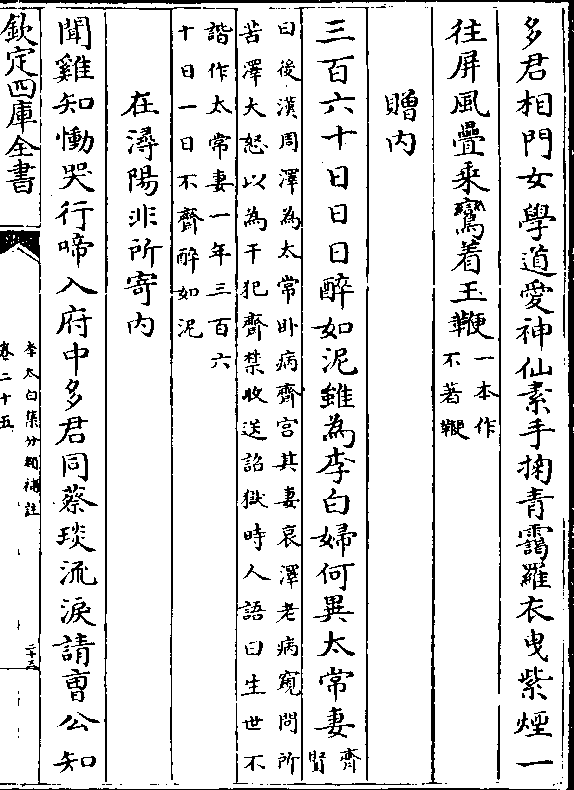 多君相門女學道愛神仙素手掬青靄羅衣曳紫煙一
往屏風疊乘鸞着玉鞭一本作
不著鞭
贈内
三百六十日日日醉如泥雖為李白婦何異太常妻齊
賢
曰後漢周澤為太常卧病齊宫其妻哀澤老病窺問所
苦澤大怒以為干犯齊禁收送詔獄時人語曰生世不
諧作太常妻一年三百六
十日一日不齊醉如泥
在潯陽非所寄内
聞雞知慟哭行啼入府中多君同蔡琰流淚請曹公知
欽定四庫全書
李太白集分類補註
卷二十五